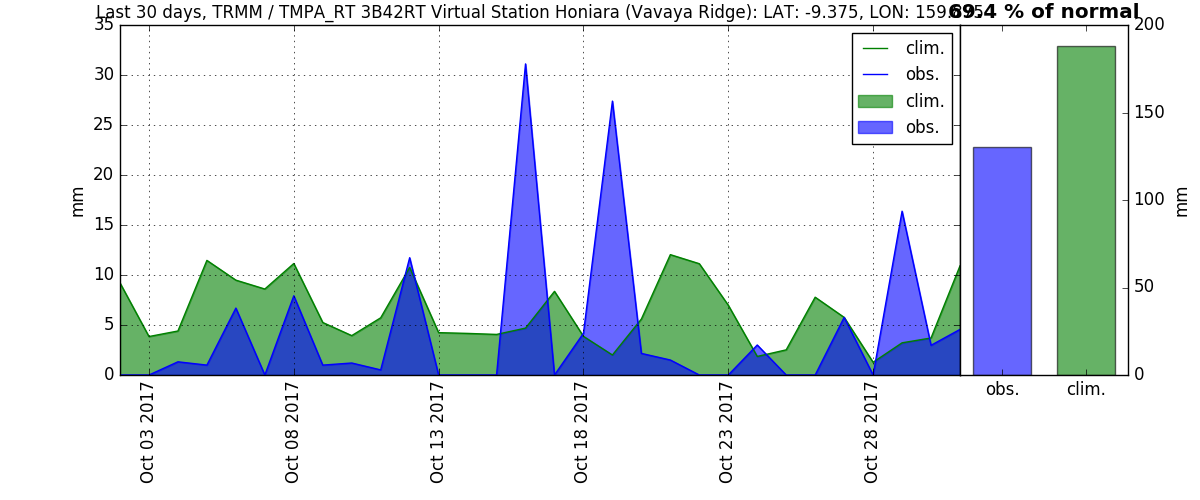 Last 30 days, TRMM / TMPA_RT 3B42RT Virtual Station Honiara (Vavaya Ridge): LAT: -9.375, LON:
69.4 % of normal
35
30
25
20
15
10
5
0
mm
clim.
obs.
clim.
obs.
Oct 03 2017
Oct 08 2017
Oct 13 2017
Oct 18 2017
Oct 23 2017
Oct 28 2017
200
150
100
50
0
mm
obs.
clim.